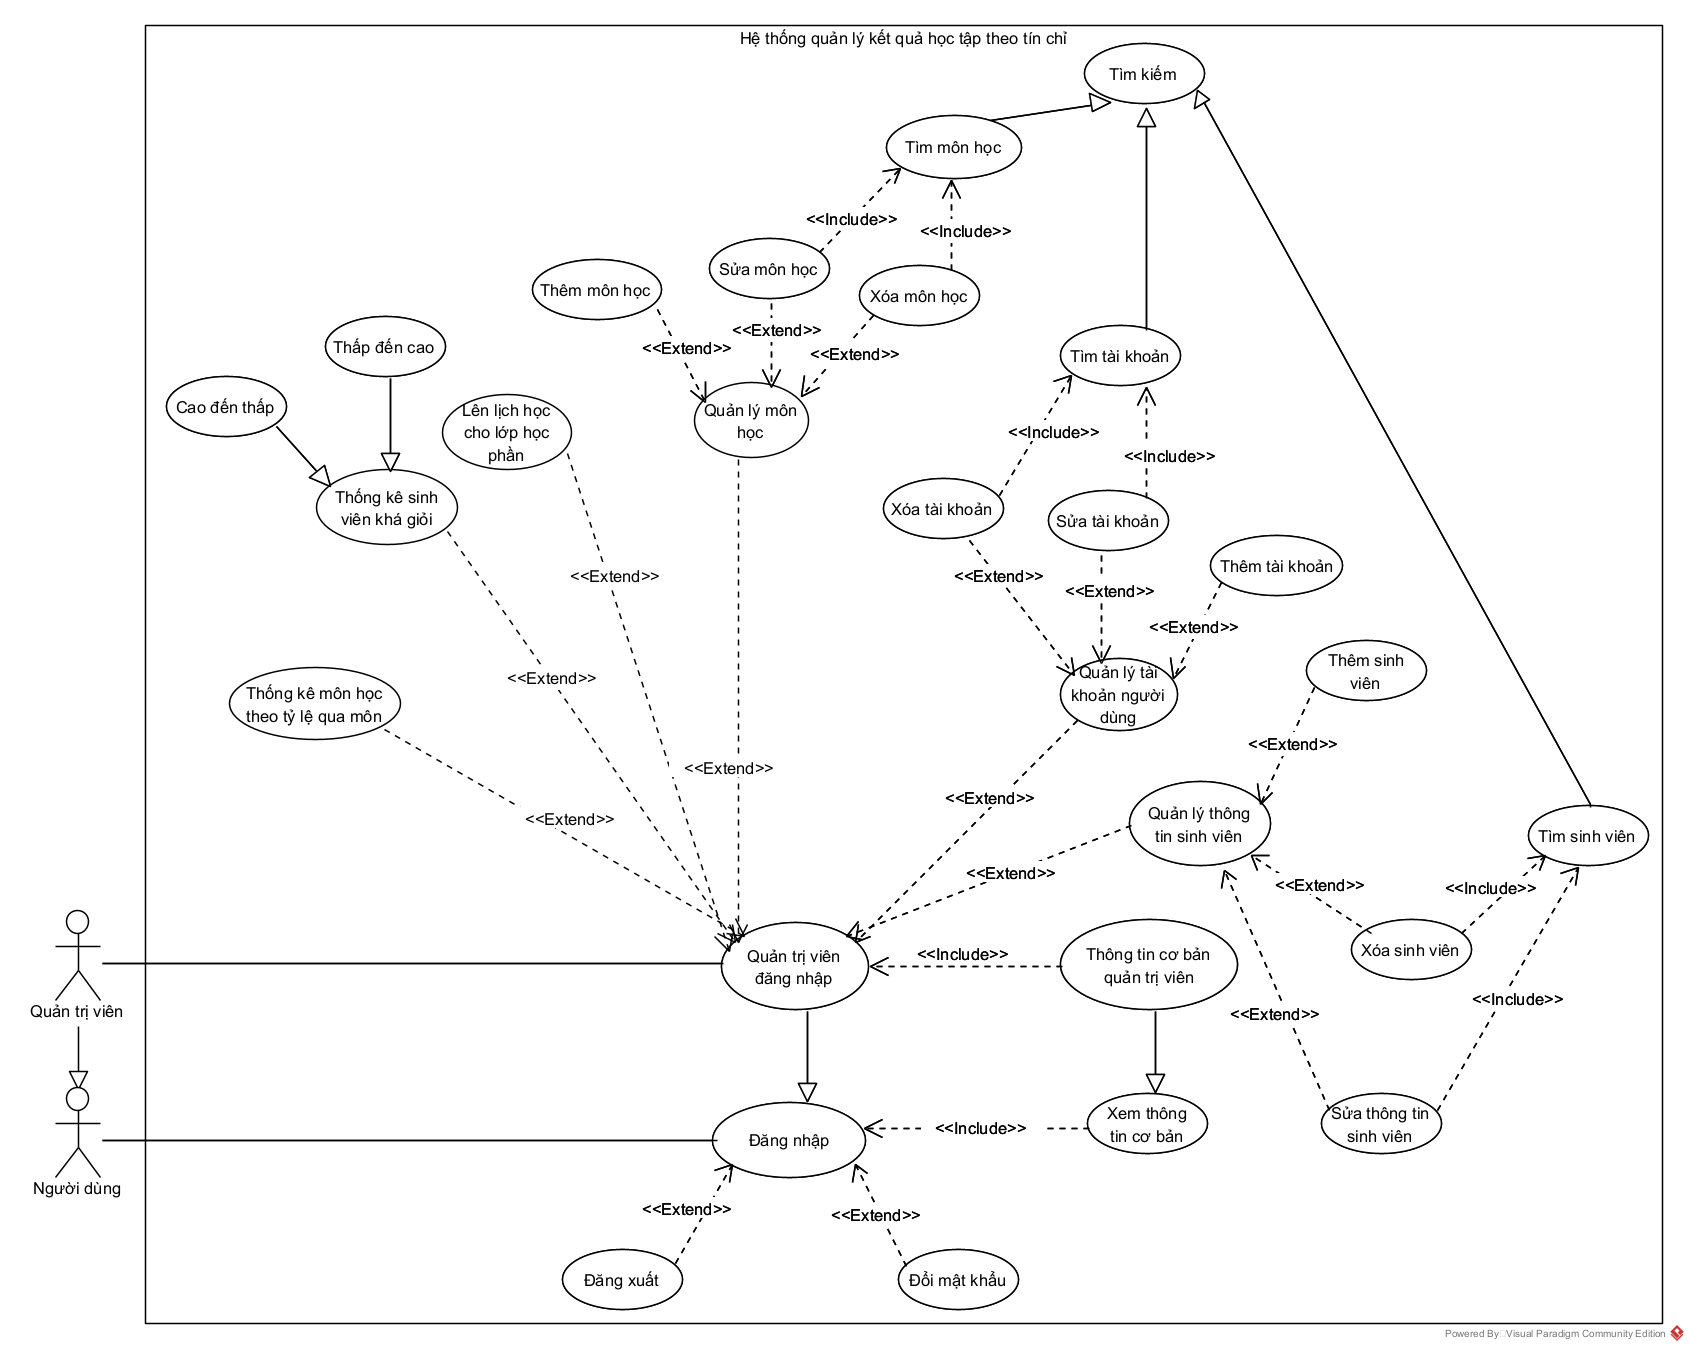 Hệ thống quản lý kết quả học tập theo tín chỉ
Tìm kiếm
Tìm môn học
<<Include>>
<<Include>>
Sửa môn học
Thêm môn học
Xóa môn học
<<Extend>>
<<Extend>>
<<Extend>>
Thấp đến cao
Tìm tài khoản
Cao đến thấp
Lên lịch học
cho lớp học
phần
Quản lý môn
học
<<Include>>
<<Include>>
Thống kê sinh
viên khá giỏi
Xóa tài khoản
Sửa tài khoản
Thêm tài khoản
<<Extend>>
<<Extend>>
<<Extend>>
<<Extend>>
Thêm sinh
viên
<<Extend>>
Quản lý tài
khoản người
dùng
Thống kê môn học
theo tỷ lệ qua môn
<<Extend>>
<<Extend>>
<<Extend>>
<<Extend>>
Quản lý thông
tin sinh viên
Tìm sinh viên
<<Extend>>
<<Extend>>
<<Include>>
Xóa sinh viên
Quản trị viên
đăng nhập
<<Include>>
Thông tin cơ bản
quản trị viên
<<Include>>
Quản trị viên
<<Extend>>
Xem thông
tin cơ bản
Sửa thông tin
sinh viên
Đăng nhập
<<Include>>
Người dùng
<<Extend>>
<<Extend>>
Đăng xuất
Đổi mật khẩu
Powered By Visual Paradigm Community Edition